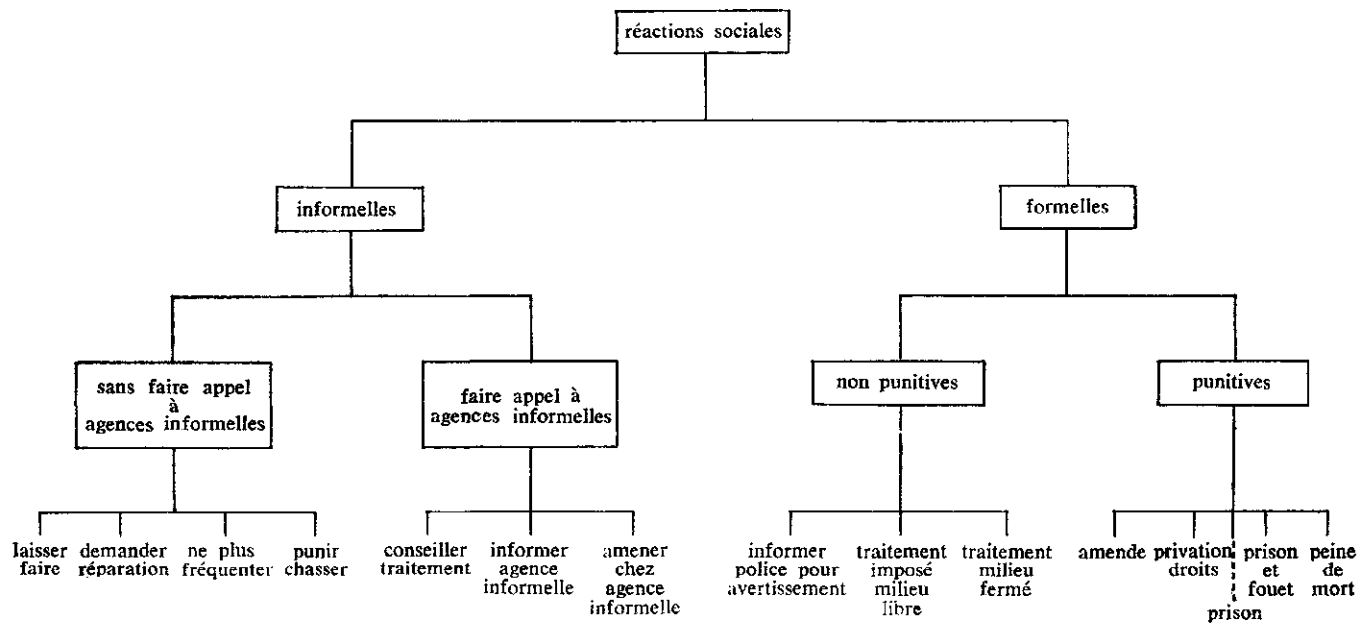 réactions sociales
informelles
formelles
sans faire appel
à
agences informelles
faire appel à
agences informelles
non punitives
punitives
laisser
faire
demander
réparation
ne plus
fréquenter
punir
chasser
conseiller
traitement
informer
agence
informelle
amener
chez
agence
informelle
informer
police pour
avertissement
traitement
imposé
milieu
libre
traitement
milieu
fermé
amende
privation
droits
prison
prison
et
fouet
peine
de
mort